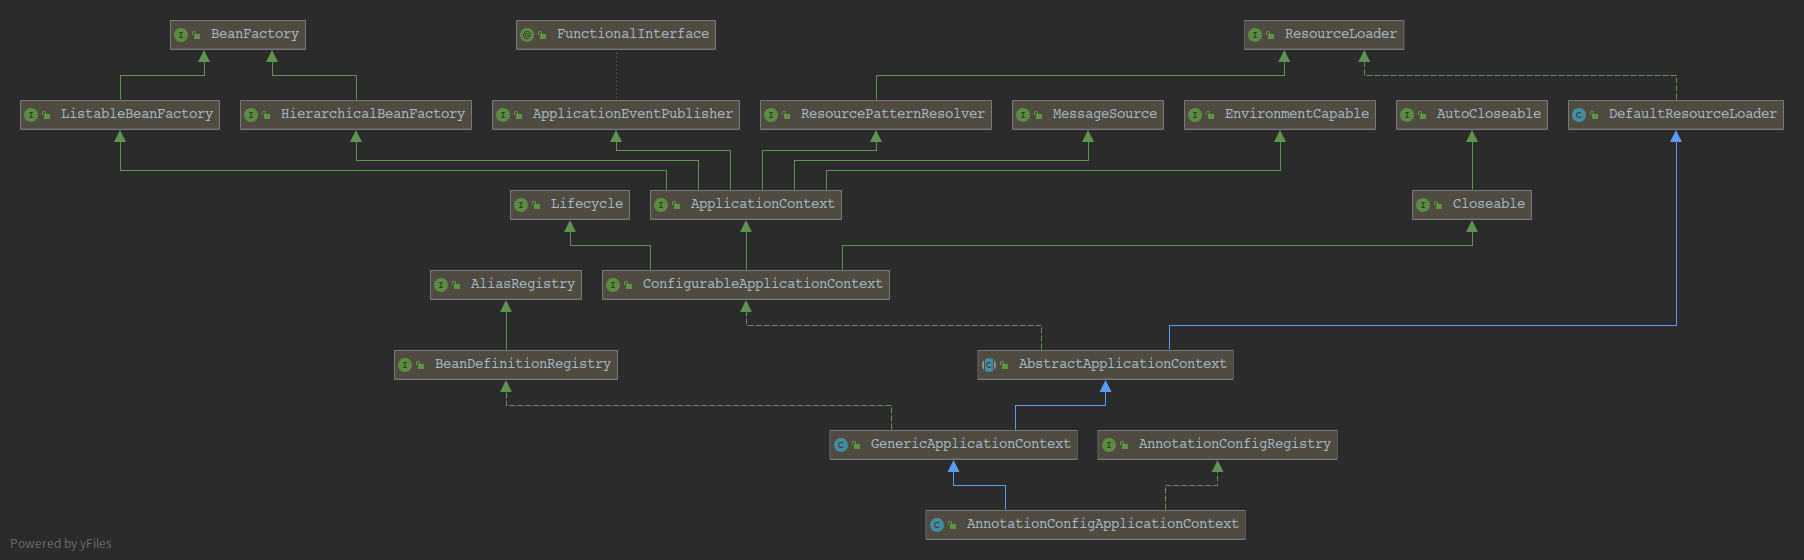 BeanFactory
FunctionalInterface
ResourceLoader
ListableBeanFactory
HierarchicalBeanFactory
ApplicationEventPublisher
ResourcePatternResolver
MessageSource
EnvironmentCapable
AutoCloseable
DefaultResourceLoader
Lifecycle
ApplicationContext
Closeable
AliasRegistry
ConfigurableApplicationContext
BeanDefinitionRegistry
AbstractApplicationContext
GenericApplicationContext
AnnotationConfigRegistry
AnnotationConfigApplicationContext
Powered by yFiles